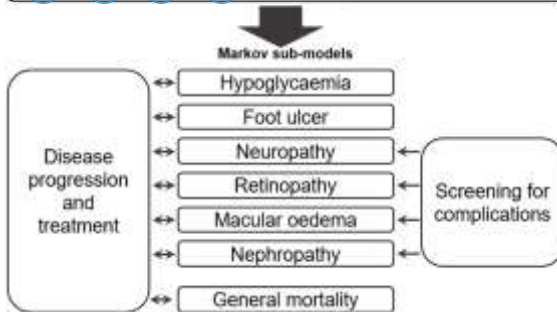 Markov sub-models
Hypoglycaemia
Foot ulcer
Neuropathy
Retinopathy
Macular oedema
Nephropathy
General mortality
Disease
progression
and
treatment
Screening for
complications